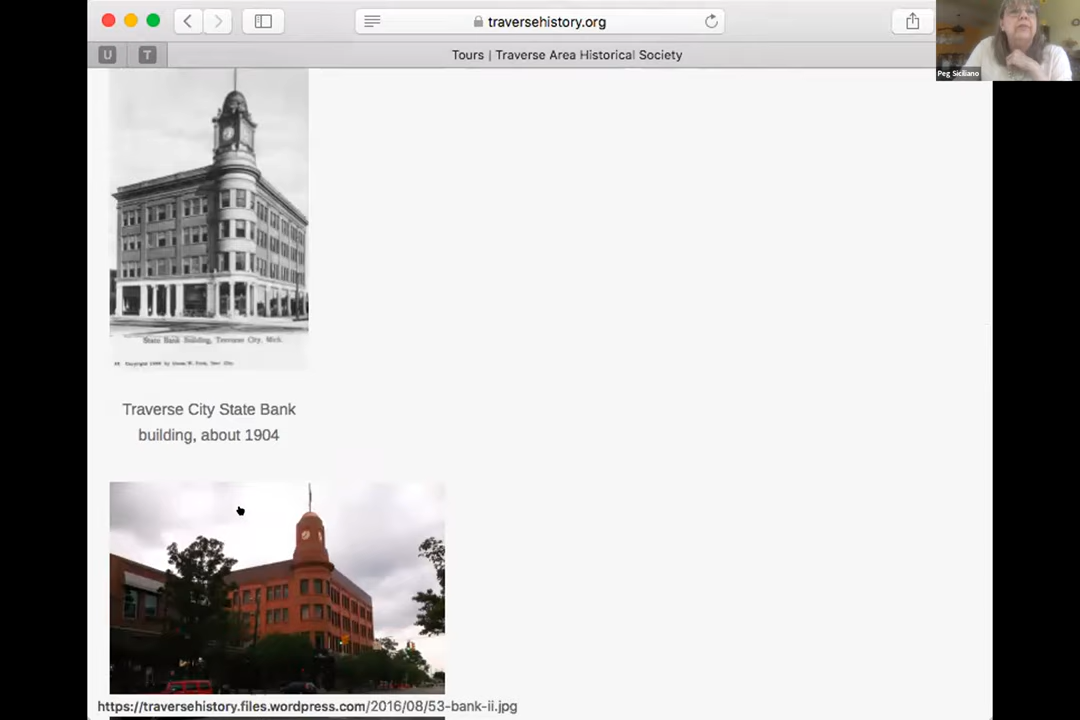 traversehistory.org
U
T
Tours | Traverse Area Historical Society
Peg Siciliano
State Bank Building, Traverse City, Mich.
Traverse City State Bank
building, about 1904
https://traversehistory.files.wordpress.com/2016/08/53-bank-ii.jpg